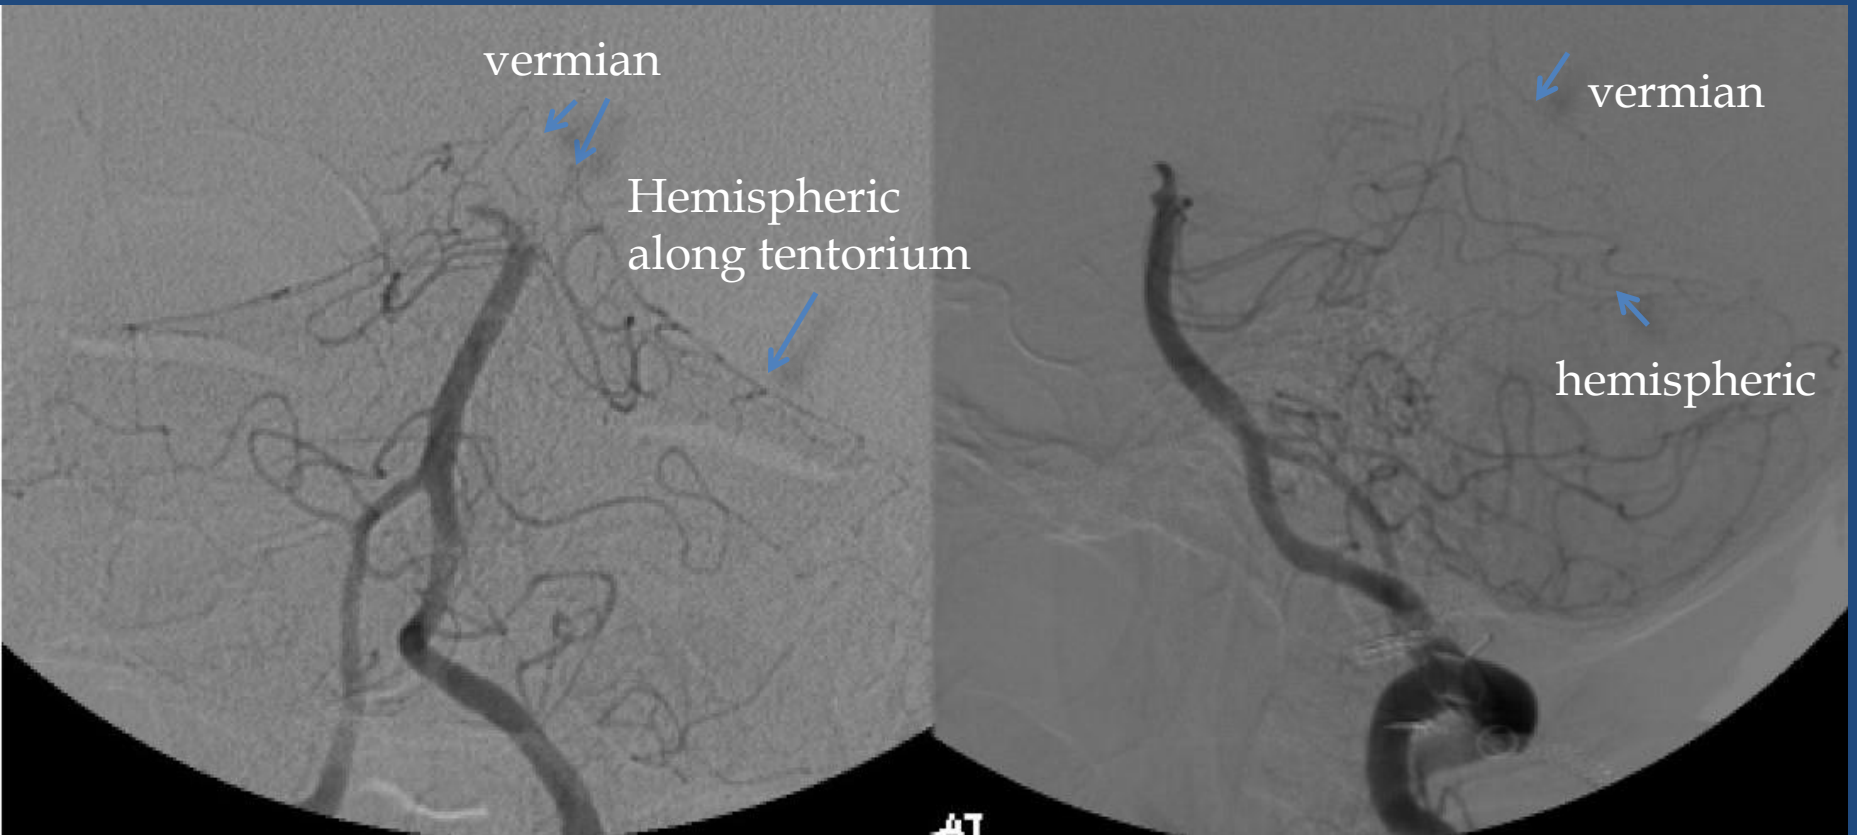 vermian
Hemispheric
along tentorium
vermian
hemispheric